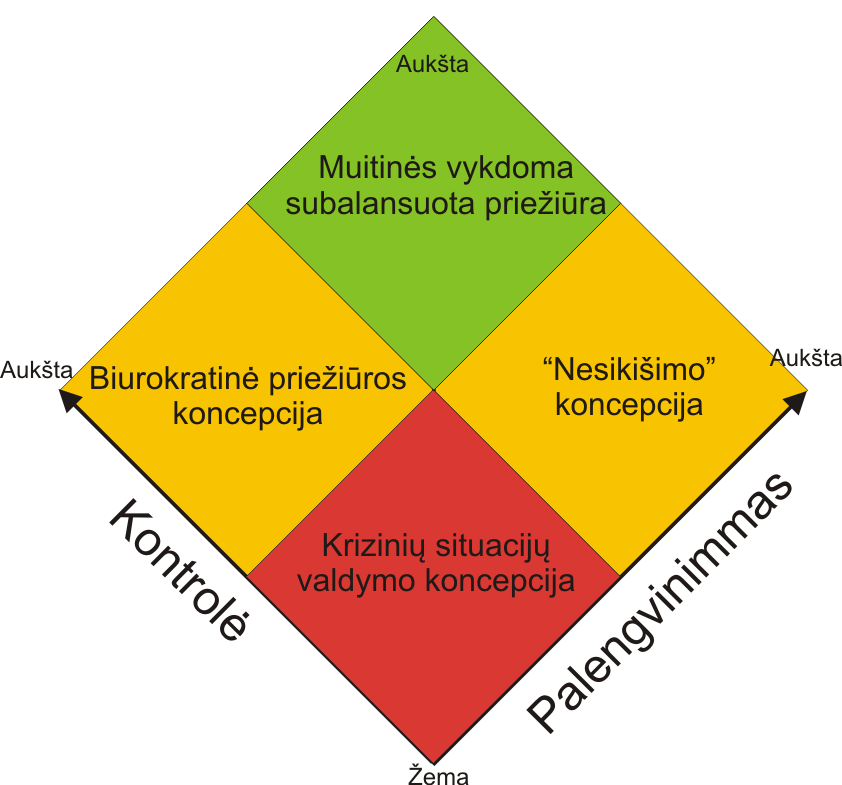 Aukšta
Muitinės vykdoma
subalansuota priežiūra
Aukšta
Biurokratinė priežiūros
koncepcija
“Nesikišimo”
koncepcija
Aukšta
Krizinių situacijų
valdymo koncepcija
Kontrolė
Palengvinimmas
Žema